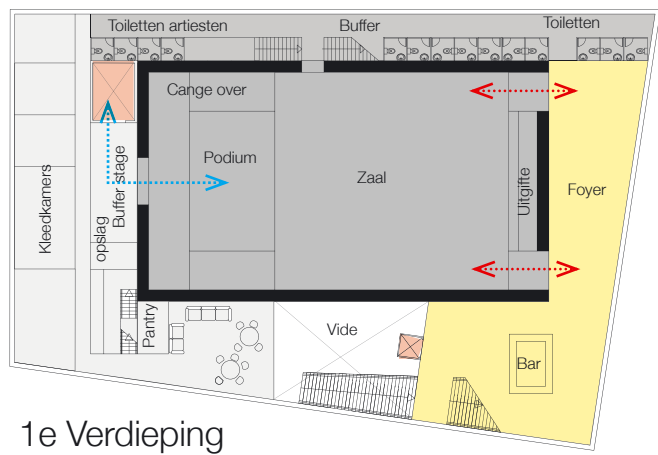 Toiletten artiesten
Buffer
Toiletten
Cange over
Podium
Zaal
Uitgifte
Foyer
Kleedkamers
opslag
Buffer stage
Pantry
Vide
Bar
1e Verdieping